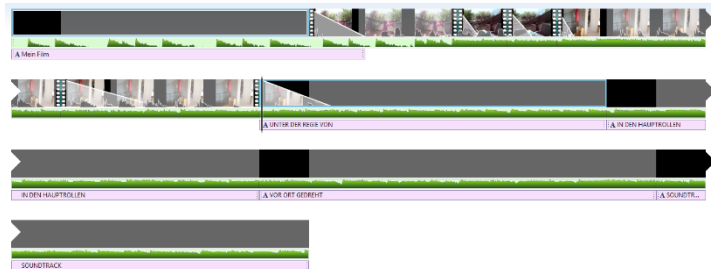 A Mein Film
A UNTER DER REGIE VON
A IN DEN HAUPTROLLEN
IN DEN HAUPTROLLEN
A VOR ORT GEDREHT
A SOUNDTR...
SOUNDTRACK